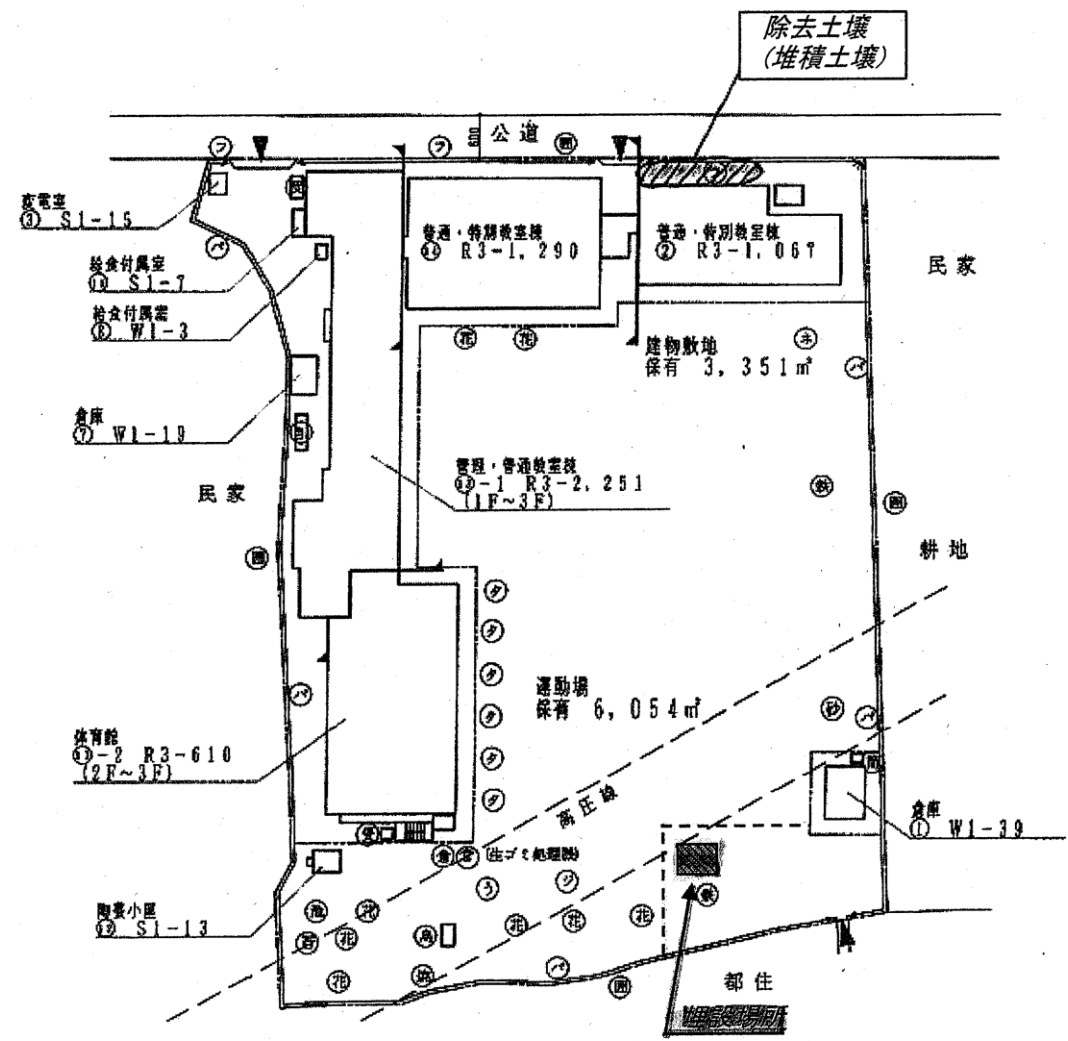 除去土壌
(堆積土壌)
公道
600
変電室
③ S1-15
給食付属室
S1-7
給食付属室
⑧ W1-3
倉庫
⑦ W1-19
普通・特別教室棟
R3-1,290
普通・特別教室棟
② R3-1,067
民家
建物敷地
保有 3,351㎡
管理・普通教室棟
-1 R3-2,251
(1F~3F)
民家
耕地
運動場
保有 6,054㎡
体育館
-2 R3-610
(2F~3F)
高圧線
倉庫
① W1-39
(生ゴミ処理機)
陶芸小屋
S1-13
都住
埋設場所